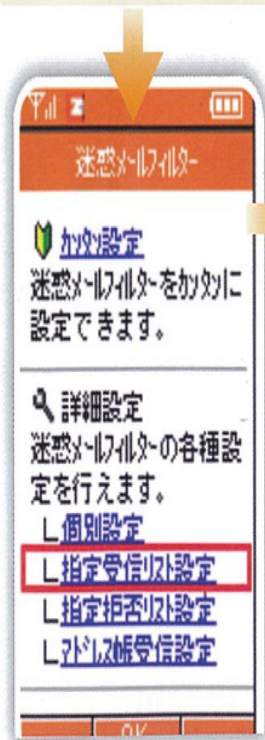 迷惑メールフィルター
カンタン設定
迷惑メールフィルターをカンタンに
設定できます。
詳細設定
迷惑メールフィルターの各種設
定を行えます。
個別設定
指定受信リスト設定
指定拒否リスト設定
アドレス帳受信設定
OK